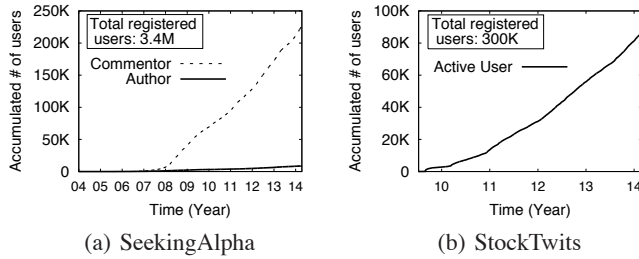 Accumulated # of users
250K
200K
150K
100K
50K
0
Total registered
users: 3.4M
Commentor
Author
04 05 06 07 08 09 10 11 12 13 14
Time (Year)
(a) SeekingAlpha
Accumulated # of users
100K
80K
60K
40K
20K
0
Total registered
users: 300K
Active User
10 11 12 13 14
Time (Year)
(b) StockTwits